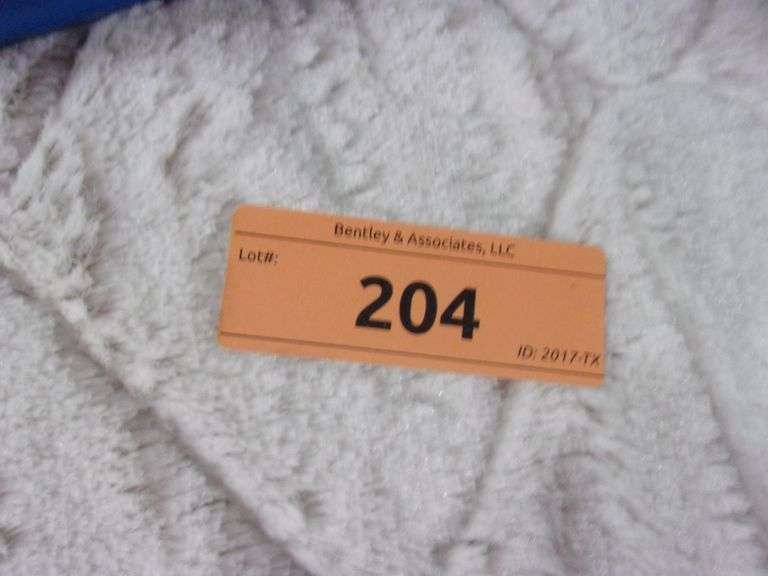 Bentley & Associates, LLC
Lot#:
204
ID: 2017-TX